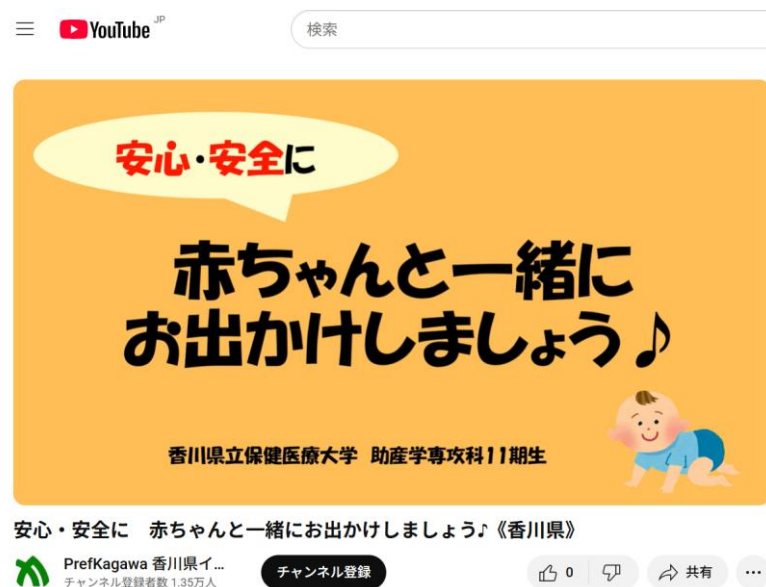 YouTube JP
検索
安心・安全に
赤ちゃんと一緒に
お出かけしましょう♪
香川県立保健医療大学 助産学専攻科11期生
安心・安全に　赤ちゃんと一緒にお出かけしましょう♪《香川県》
PrefKagawa 香川県イ...
チャンネル登録者数 1.35万人
チャンネル登録
0
共有